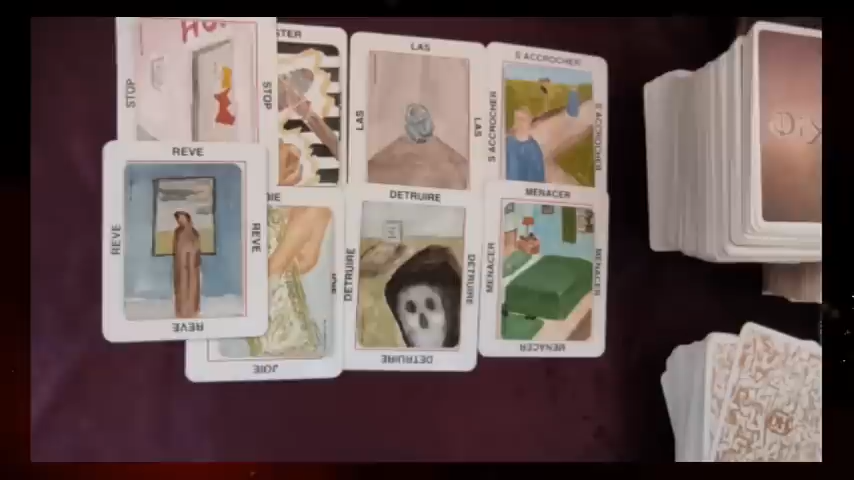 STOP
STOP
LAS
LAS
LAS
S'ACCROCHER
S'ACCROCHER
S'ACCROCHER
REVE
REVE
REVE
REVE
JOIE
DETRUIRE
DETRUIRE
DETRUIRE
DETRUIRE
MENACER
MENACER
MENACER
MENACER